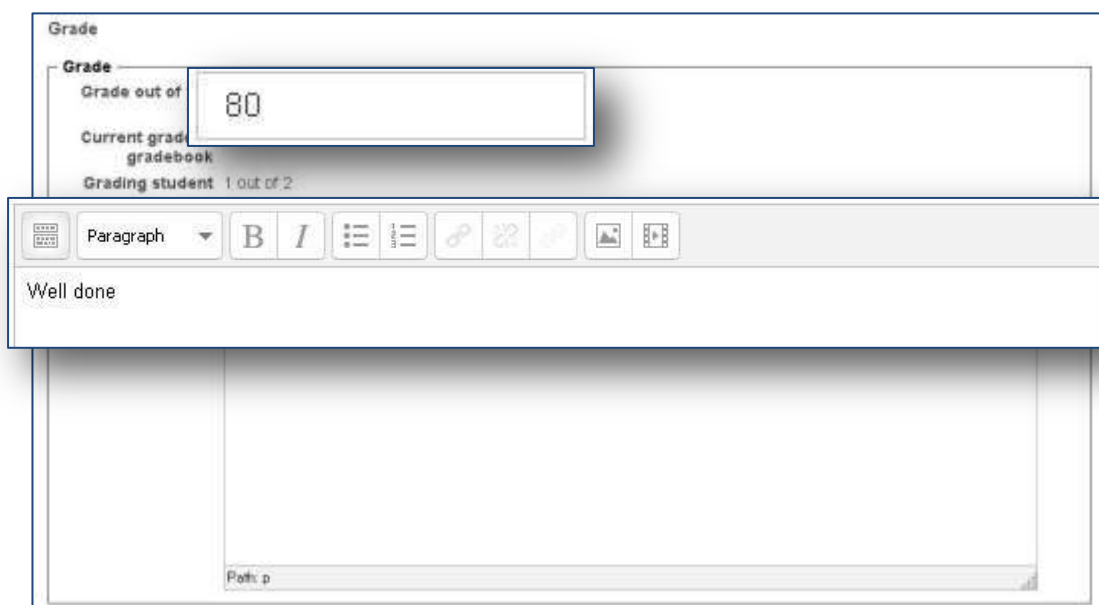 Grade
Grade
Grade out of
80
Current grade
gradebook
Grading student 1 out of 2
Paragraph
B I
Well done
Path: p